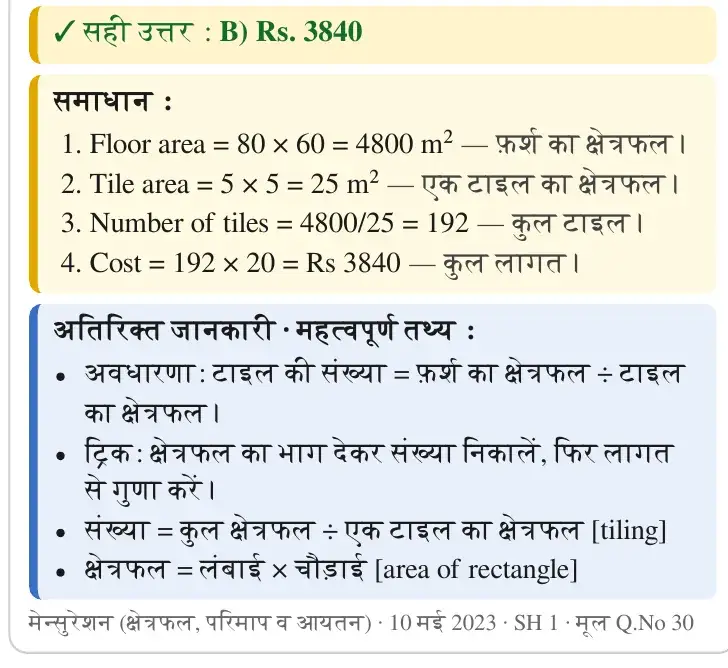 ✓ सही उत्तर : B) Rs. 3840
समाधान :
1. Floor area = 80 × 60 = 4800 m² — फ़र्श का क्षेत्रफल।
2. Tile area = 5 × 5 = 25 m² — एक टाइल का क्षेत्रफल।
3. Number of tiles = 4800/25 = 192 — कुल टाइल।
4. Cost = 192 × 20 = Rs 3840 — कुल लागत।
अतिरिक्त जानकारी · महत्वपूर्ण तथ्य :
• अवधारणा : टाइल की संख्या = फ़र्श का क्षेत्रफल ÷ टाइल
का क्षेत्रफल।
• ट्रिक : क्षेत्रफल का भाग देकर संख्या निकालें, फिर लागत
से गुणा करें।
• संख्या = कुल क्षेत्रफल ÷ एक टाइल का क्षेत्रफल [tiling]
• क्षेत्रफल = लंबाई × चौड़ाई [area of rectangle]
मेन्सुरेशन (क्षेत्रफल, परिमाप व आयतन) · 10 मई 2023 · SH 1 · मूल Q.No 30